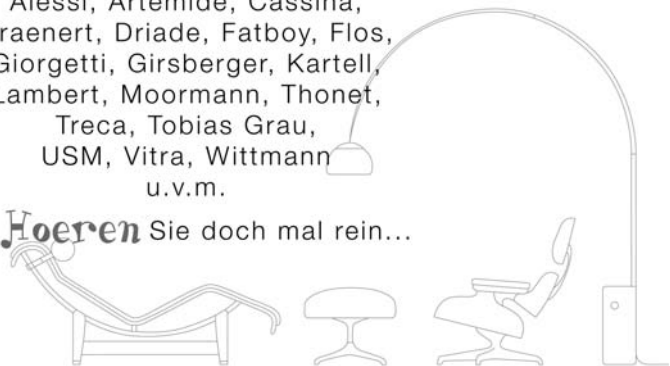 Alessi, Artemide, Cassina,
raenert, Driade, Fatboy, Flos,
Giorgetti, Girsberger, Kartell,
Lambert, Moormann, Thonet,
Treca, Tobias Grau,
USM, Vitra, Wittmann
u.v.m.
Hoeren Sie doch mal rein...